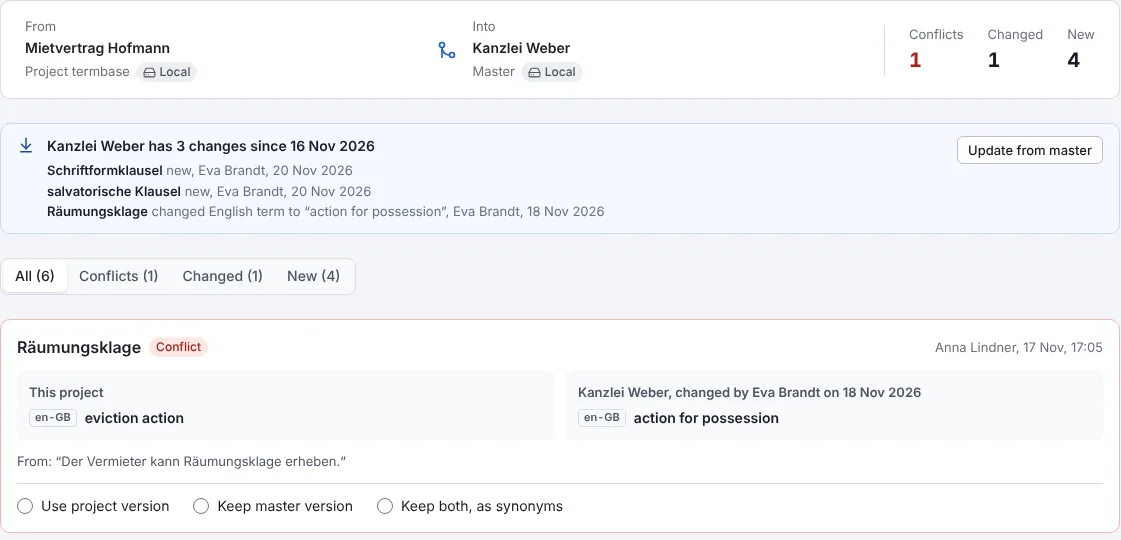 From
Mietvertrag Hofmann
Project termbase Local
Into
Kanzlei Weber
Master Local
Conflicts Changed New
1 1 4
Kanzlei Weber has 3 changes since 16 Nov 2026
Update from master
Schriftformklausel new, Eva Brandt, 20 Nov 2026
salvatorische Klausel new, Eva Brandt, 20 Nov 2026
Räumungsklage changed English term to “action for possession”, Eva Brandt, 18 Nov 2026
All (6) Conflicts (1) Changed (1) New (4)
Räumungsklage Conflict Anna Lindner, 17 Nov, 17:05
This project
en-GB eviction action
Kanzlei Weber, changed by Eva Brandt on 18 Nov 2026
en-GB action for possession
From: “Der Vermieter kann Räumungsklage erheben.”
Use project version Keep master version Keep both, as synonyms